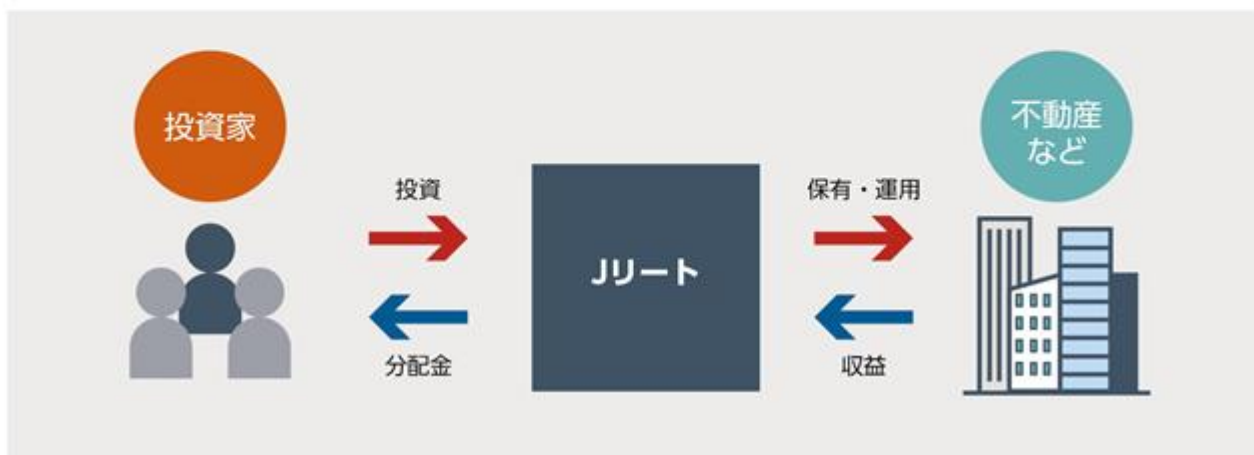 投資家
投資
分配金
Jリート
保有・運用
収益
不動産
など